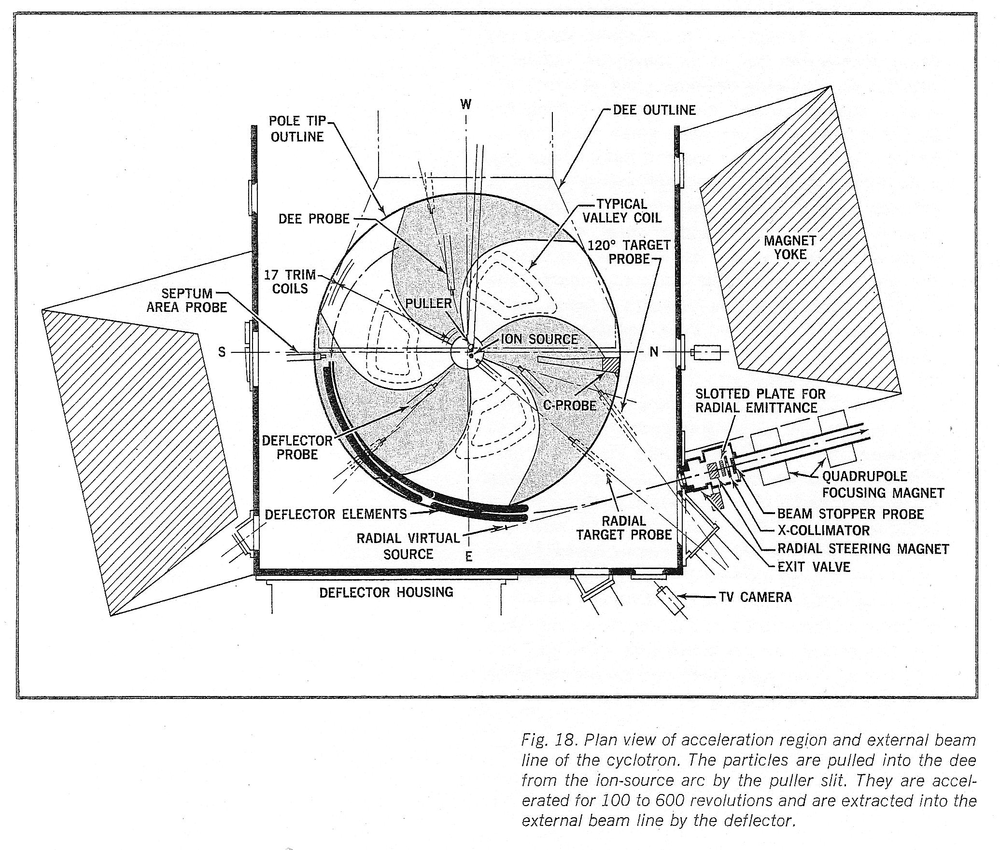 W
POLE TIP
OUTLINE
DEE OUTLINE
DEE PROBE
TYPICAL
VALLEY COIL
120° TARGET
PROBE
MAGNET
YOKE
17 TRIM
COILS
SEPTUM
AREA PROBE
PULLER
ION SOURCE
S
N
C-PROBE
SLOTTED PLATE FOR
RADIAL EMITTANCE
DEFLECTOR
PROBE
QUADRUPOLE
FOCUSING MAGNET
DEFLECTOR ELEMENTS
RADIAL
TARGET PROBE
BEAM STOPPER PROBE
X-COLLIMATOR
RADIAL VIRTUAL
SOURCE
E
RADIAL STEERING MAGNET
EXIT VALVE
DEFLECTOR HOUSING
TV CAMERA
Fig. 18. Plan view of acceleration region and external beam
line of the cyclotron. The particles are pulled into the dee
from the ion-source arc by the puller slit. They are accel-
erated for 100 to 600 revolutions and are extracted into the
external beam line by the deflector.